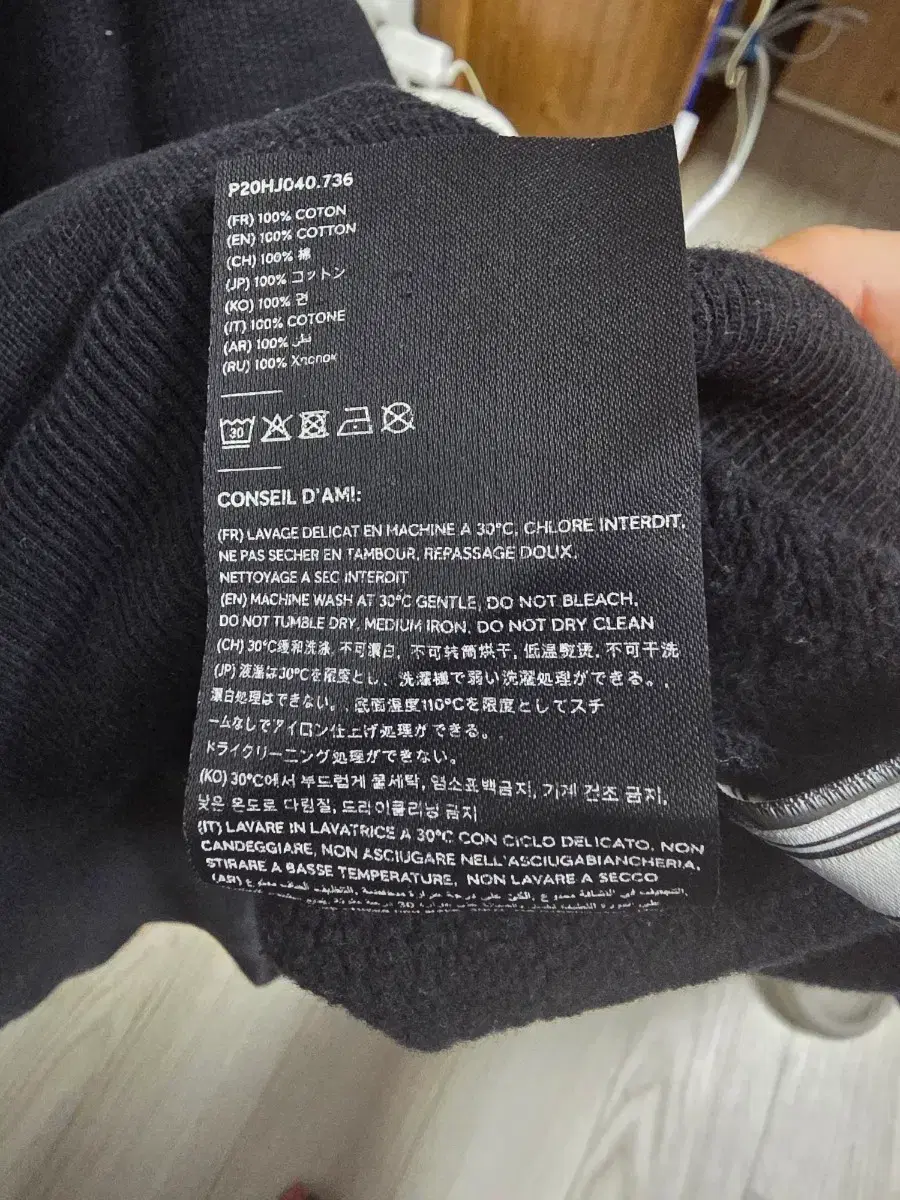 P20HJ040.736
(FR) 100% COTON
(EN) 100% COTTON
(CH) 100% 棉
(JP) 100% コットン
(KO) 100% 면
(IT) 100% COTONE
(AR) 100% قطن
(RU) 100% Хлопок
30
CONSEIL D'AMI:
(FR) LAVAGE DELICAT EN MACHINE A 30°C, CHLORE INTERDIT,
NE PAS SECHER EN TAMBOUR, REPASSAGE DOUX,
NETTOYAGE A SEC INTERDIT
(EN) MACHINE WASH AT 30°C GENTLE, DO NOT BLEACH,
DO NOT TUMBLE DRY, MEDIUM IRON, DO NOT DRY CLEAN
(CH) 30°C缓和洗涤, 不可漂白, 不可转筒烘干, 低温熨烫, 不可干洗
(JP) 液温は30°Cを限度とし、洗濯機で弱い洗濯処理ができる。,
漂白処理はできない。, 底面温度110°Cを限度としてスチ
ームなしでアイロン仕上げ処理ができる。,
ドライクリーニング処理ができない。
(KO) 30°C에서 부드럽게 물세탁, 염소표백금지, 기계 건조 금지,
낮은 온도로 다림질, 드라이클리닝 금지
(IT) LAVARE IN LAVATRICE A 30°C CON CICLO DELICATO, NON
CANDEGGIARE, NON ASCIUGARE NELL'ASCIUGABIANCHERIA,
STIRARE A BASSE TEMPERATURE, NON LAVARE A SECCO
(AR)